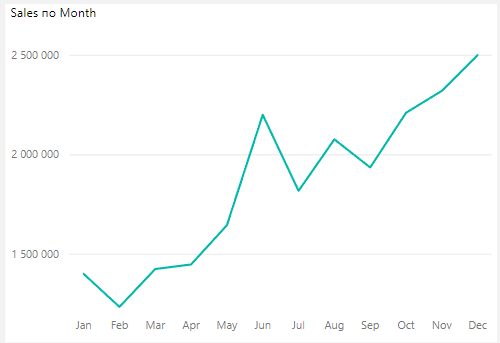 Sales по Month
2 500 000
2 000 000
1 500 000
Jan Feb Mar Apr May Jun Jul Aug Sep Oct Nov Dec